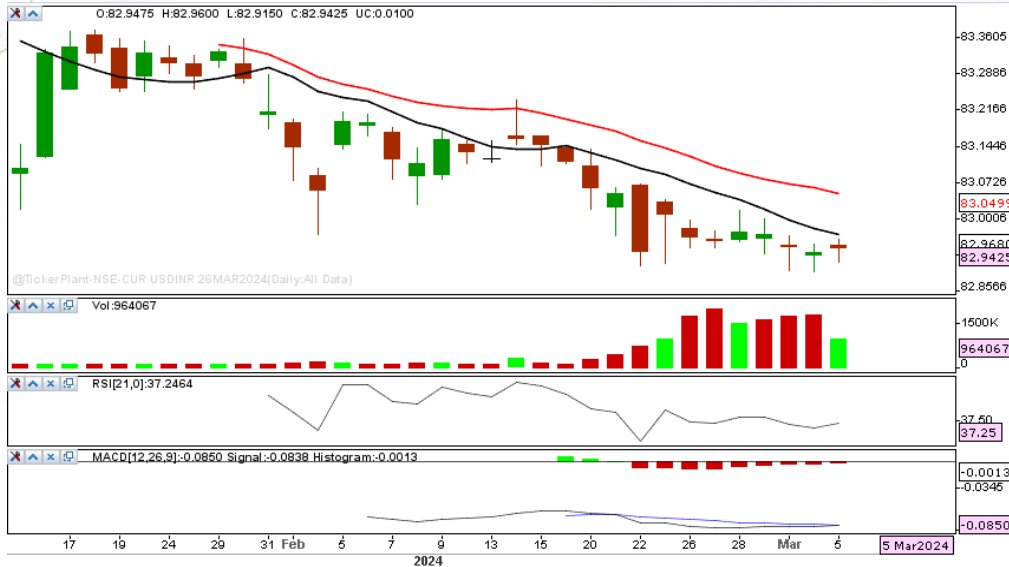 O:82.9475 H:82.9600 L:82.9150 C:82.9425 UC:0.0100
83.3605
83.2886
83.2166
83.1446
83.0726
83.0499
83.0006
82.9680
82.9425
82.8566
@TickerPlant-NSE-CUR USDINR 26MAR2024(Daily:All Data)
Vol:964067
1500K
964067
0
RSI[21,0]:37.2464
37.50
37.25
MACD[12,26,9]:-0.0850 Signal:-0.0838 Histogram:-0.0013
-0.0013
-0.0345
-0.0850
17 19 24 29 31 Feb 5 7 9 13 15 20 22 26 28 Mar 5 5 Mar2024
2024